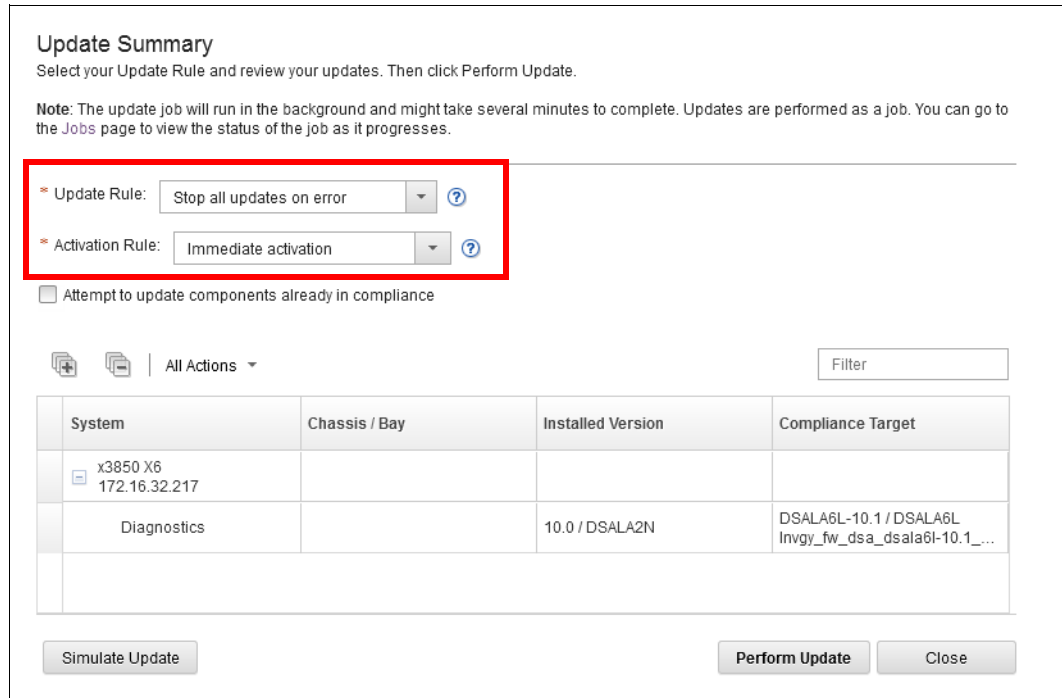 Update Summary
Select your Update Rule and review your updates. Then click Perform Update.
Note: The update job will run in the background and might take several minutes to complete. Updates are performed as a job. You can go to
the Jobs page to view the status of the job as it progresses.
* Update Rule: Stop all updates on error ?
* Activation Rule: Immediate activation ?
Attempt to update components already in compliance
All Actions Filter
System Chassis / Bay Installed Version Compliance Target
x3850 X6
172.16.32.217
Diagnostics 10.0 / DSALA2N DSALA6L-10.1 / DSALA6L
lnvgy_fw_dsa_dsala6l-10.1_...
Simulate Update Perform Update Close